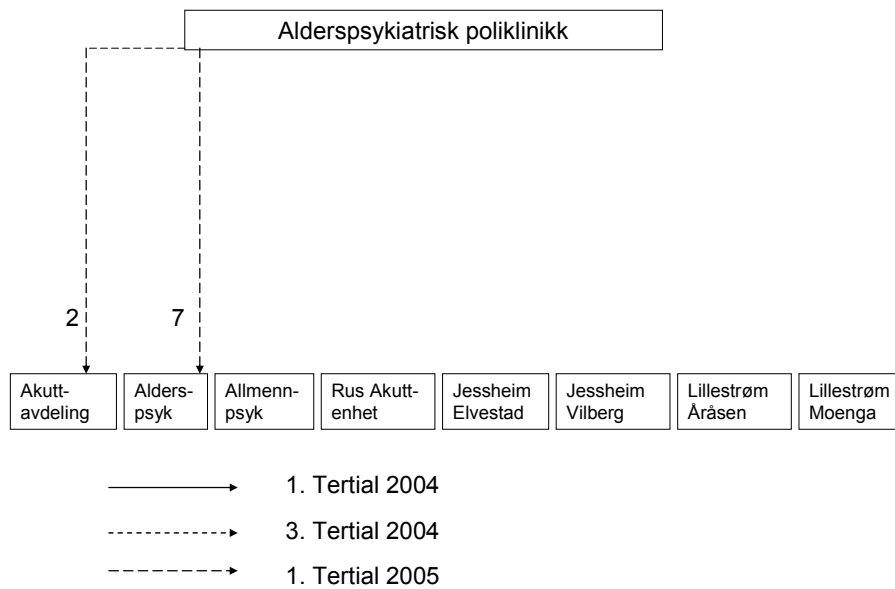 Alderspsykiatrisk poliklinikk
2
7
Akutt-
avdeling
Alders-
psyk
Allmenn-
psyk
Rus Akutt-
enhet
Jessheim
Elvestad
Jessheim
Vilberg
Lillestrøm
Åråsen
Lillestrøm
Moenga
1. Tertial 2004
3. Tertial 2004
1. Tertial 2005